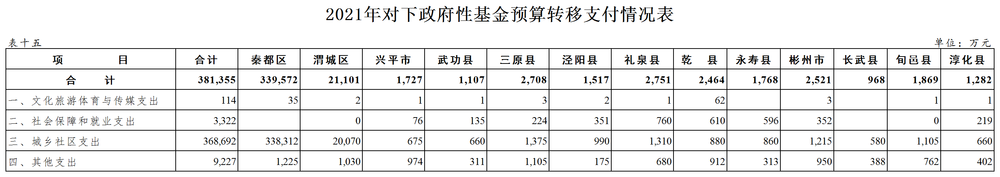 2021年对下政府性基金预算转移支付情况表
表十五 单位：万元
项 目 合计 秦都区 渭城区 兴平市 武功县 三原县 泾阳县 礼泉县 乾 县 永寿县 彬州市 长武县 旬邑县 淳化县
合 计 381,355 339,572 21,101 1,727 1,107 2,708 1,517 2,751 2,464 1,768 2,521 968 1,869 1,282
一、文化旅游体育与传媒支出 114 35 2 1 1 3 2 1 62 3 1 1
二、社会保障和就业支出 3,322 0 76 135 224 351 760 610 596 352 0 219
三、城乡社区支出 368,692 338,312 20,070 675 660 1,375 990 1,310 880 860 1,215 580 1,105 660
四、其他支出 9,227 1,225 1,030 974 311 1,105 175 680 912 313 950 388 762 402